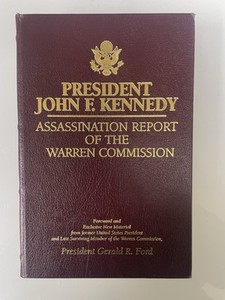 PRESIDENT
JOHN F. KENNEDY
ASSASSINATION REPORT
OF THE
WARREN COMMISSION
Foreword and
Exclusive New Material
from former United States President
and Last Surviving Member of the Warren Commission,
President Gerald R. Ford